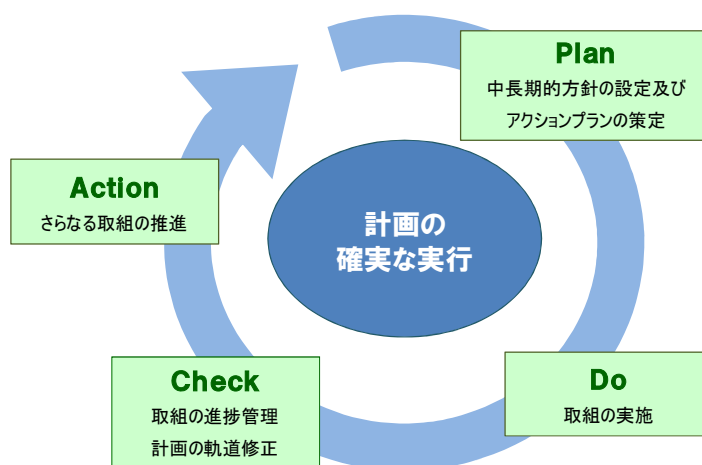 Plan
中長期的方針の設定及び
アクションプランの策定
Action
さらなる取組の推進
計画の
確実な実行
Check
取組の進捗管理
計画の軌道修正
Do
取組の実施